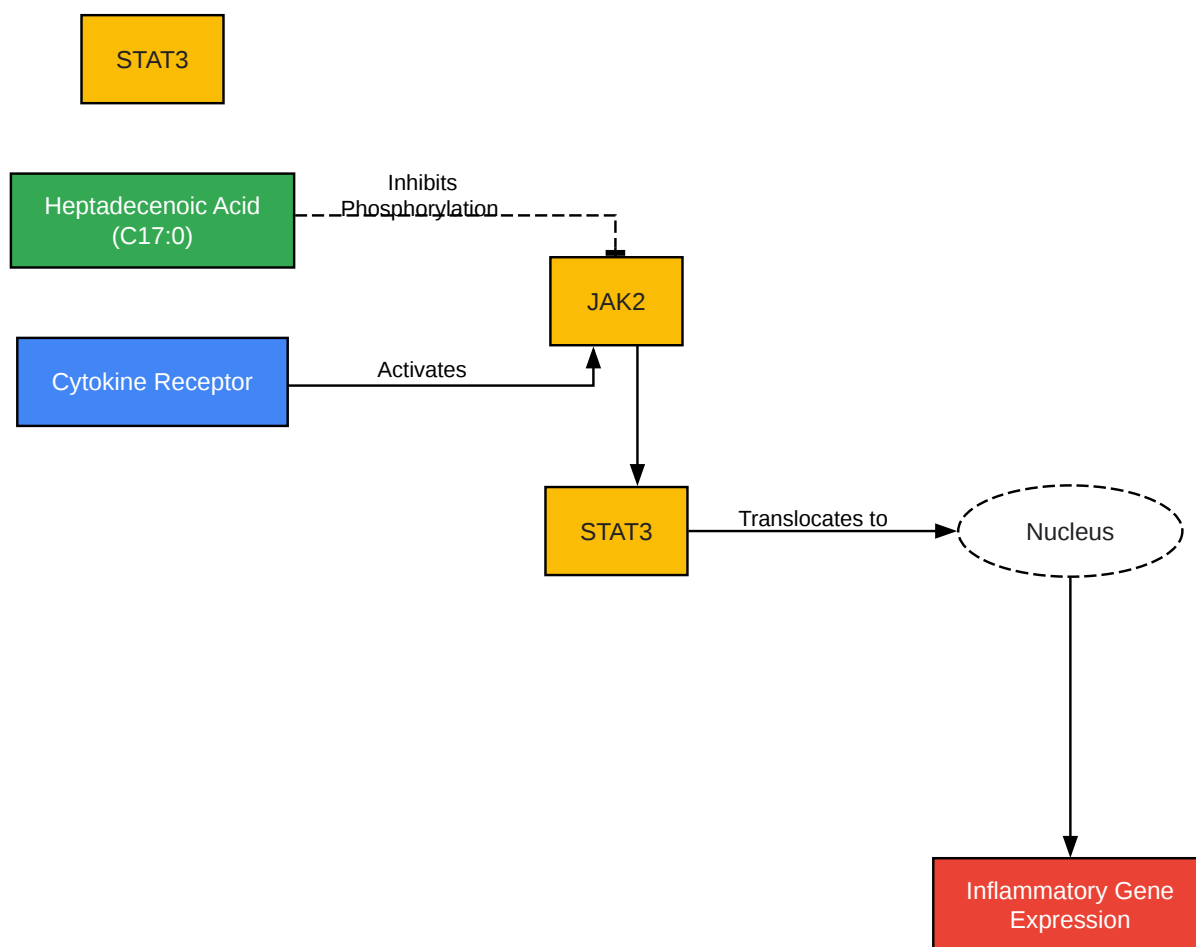 STAT3
Inhibits
Phosphorylation
Heptadecenoic Acid
(C17:0)
JAK2
Activates
Cytokine Receptor
STAT3
Translocates to
Nucleus
Inflammatory Gene
Expression